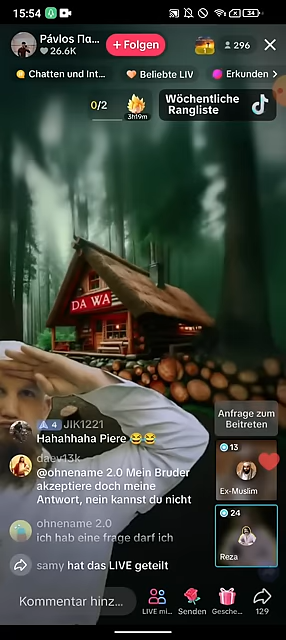 15:54
34
Pávlos Πα...
26.6K
+ Folgen
296
Chatten und Int...
Beliebte LIV
Erkunden
0/2
3h19m
Wöchentliche
Rangliste
DA WA
4 JIK1221
Hahahhaha Piere 😂😂
daev13k
@ohnename 2.0 Mein Bruder
akzeptiere doch meine
Antwort, nein kannst du nicht
ohnename 2.0
ich hab eine frage darf ich
samy hat das LIVE geteilt
Anfrage zum
Beitreten
13
Ex-Muslim
24
Reza
Kommentar hinz...
LIVE mi...
Senden
Gesche...
129